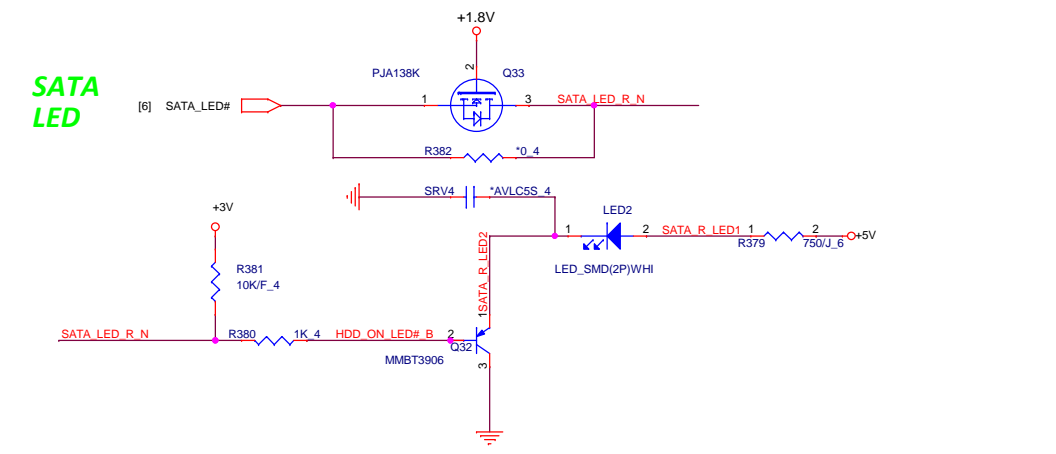 +1.8V
SATA
LED
PJA138K
2
Q33
[6] SATA_LED#
1
3
SATA_LED_R_N
R382
*0_4
SRV4
*AVLC5S_4
+3V
LED2
1
2
SATA_R_LED1
1
2
+5V
R379
750/J_6
LED_SMD(2P)WHI
R381
10K/F_4
SATA_R_LED2
1
SATA_LED_R_N
R380
1K_4
HDD_ON_LED#_B
2
Q32
MMBT3906
3